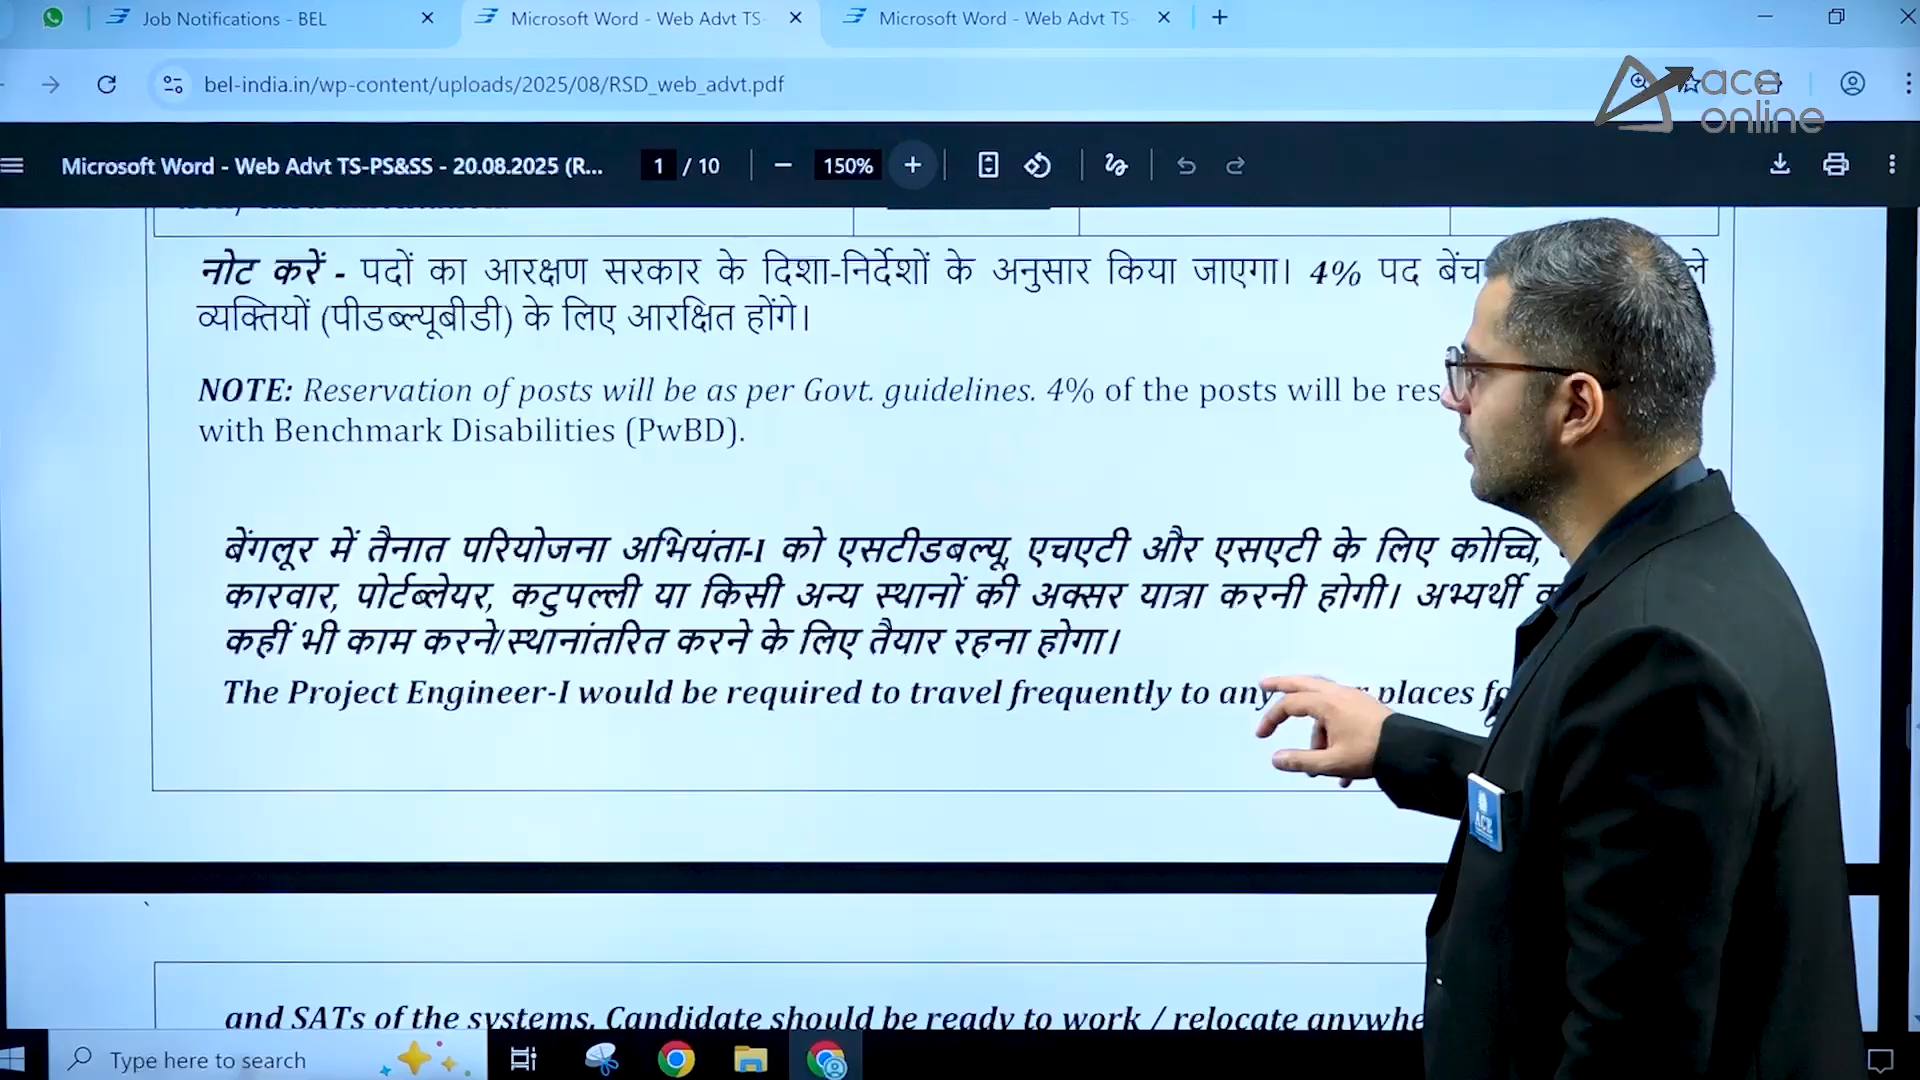 Job Notifications - BEL
Microsoft Word - Web Advt TS-
Microsoft Word - Web Advt TS-
bel-india.in/wp-content/uploads/2025/08/RSD_web_advt.pdf
ace
online
Microsoft Word - Web Advt TS-PS&SS - 20.08.2025 (R...
1 / 10
150%
नोट करें - पदों का आरक्षण सरकार के दिशा-निर्देशों के अनुसार किया जाएगा। 4% पद
व्यक्तियों (पीडब्ल्यूबीडी) के लिए आरक्षित होंगे।
NOTE: Reservation of posts will be as per Govt. guidelines. 4% of the posts will be
with Benchmark Disabilities (PwBD).
बेंगलूर में तैनात परियोजना अभियंता-I को एसटीडबल्यू, एचएटी और एसएटी के लिए कोच्चि,
कारवार, पोर्टब्लेयर, कटुपल्ली या किसी अन्य स्थानों की अक्सर यात्रा करनी होगी। अभ्यर्थी
कहीं भी काम करने/स्थानांतरित करने के लिए तैयार रहना होगा।
The Project Engineer-I would be required to travel frequently to places
and SATs of the systems. Candidate should be ready to work / relocate
Type here to search
ACE